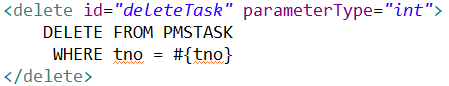 <delete id="deleteTask" parameterType="int">
DELETE FROM PMSTASK
WHERE tno = #{tno}
</delete>